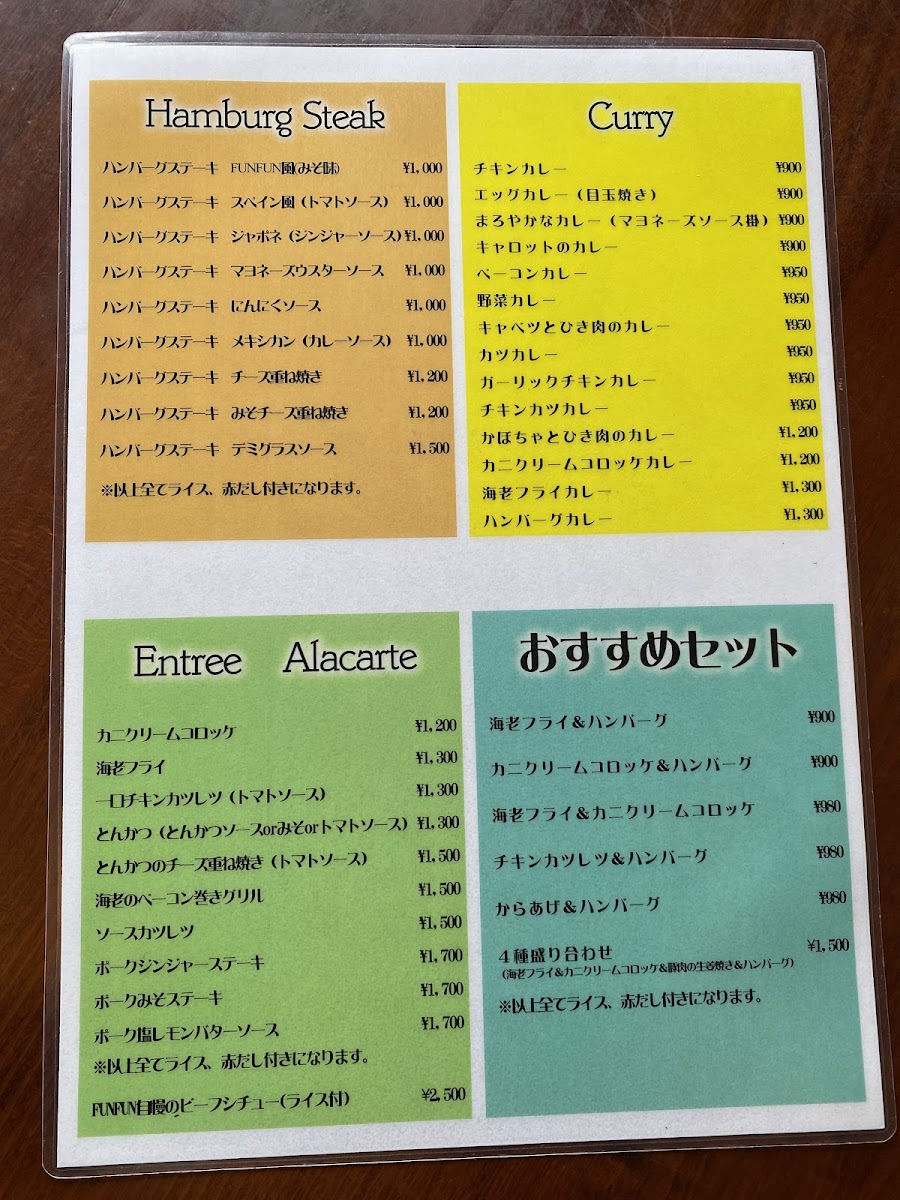 Hamburg Steak
ハンバーグステーキ FUNFUN風(みそ味) ¥1,000
ハンバーグステーキ スペイン風(トマトソース) ¥1,000
ハンバーグステーキ ジャポネ(ジンジャーソース) ¥1,000
ハンバーグステーキ マヨネーズウスターソース ¥1,000
ハンバーグステーキ にんにくソース ¥1,000
ハンバーグステーキ メキシカン(カレーソース) ¥1,000
ハンバーグステーキ チーズ重ね焼き ¥1,200
ハンバーグステーキ みそチーズ重ね焼き ¥1,200
ハンバーグステーキ デミグラスソース ¥1,500
※以上全てライス、赤だし付きになります。
Curry
チキンカレー ¥900
エッグカレー(目玉焼き) ¥900
まろやかなカレー(マヨネーズソース掛) ¥900
キャロットのカレー ¥900
ベーコンカレー ¥950
野菜カレー ¥950
キャベツとひき肉のカレー ¥950
カツカレー ¥950
ガーリックチキンカレー ¥950
チキンカツカレー ¥950
かぼちゃとひき肉のカレー ¥1,200
カニクリームコロッケカレー ¥1,200
海老フライカレー ¥1,300
ハンバーグカレー ¥1,300
Entree Alacarte
カニクリームコロッケ ¥1,200
海老フライ ¥1,300
一口チキンカツレツ(トマトソース) ¥1,300
とんかつ(とんかつソースorみそorトマトソース) ¥1,300
とんかつのチーズ重ね焼き(トマトソース) ¥1,500
海老のベーコン巻きグリル ¥1,500
ソースカツレツ ¥1,500
ポークジンジャーステーキ ¥1,700
ポークみそステーキ ¥1,700
ポーク塩レモンバターソース ¥1,700
※以上全てライス、赤だし付きになります。
FUNFUN自慢のビーフシチュー(ライス付) ¥2,500
おすすめセット
海老フライ&ハンバーグ ¥900
カニクリームコロッケ&ハンバーグ ¥900
海老フライ&カニクリームコロッケ ¥980
チキンカツレツ&ハンバーグ ¥980
からあげ&ハンバーグ ¥980
4種盛り合わせ ¥1,500
(海老フライ&カニクリームコロッケ&豚肉の生姜焼き&ハンバーグ)
※以上全てライス、赤だし付きになります。